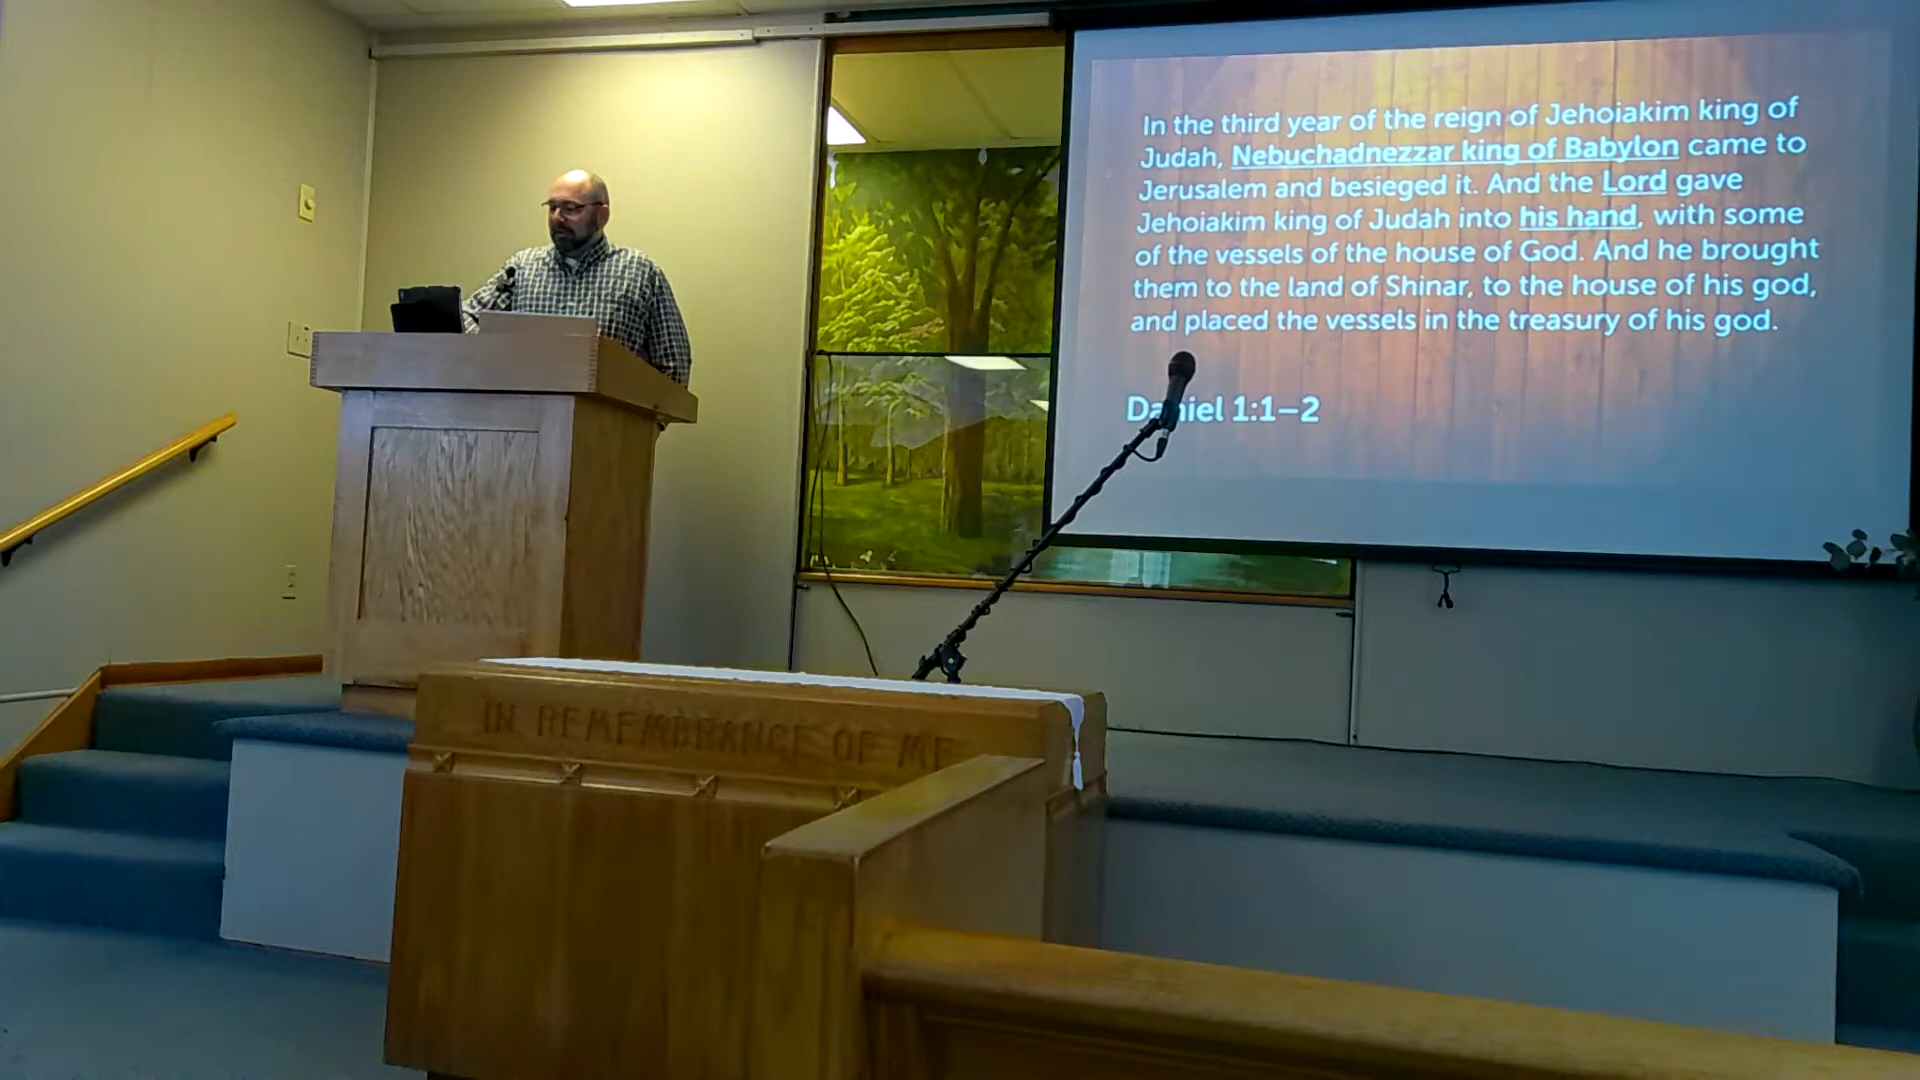 In the third year of the reign of Jehoiakim king of
Judah, Nebuchadnezzar king of Babylon came to
Jerusalem and besieged it. And the Lord gave
Jehoiakim king of Judah into his hand, with some
of the vessels of the house of God. And he brought
them to the land of Shinar, to the house of his god,
and placed the vessels in the treasury of his god.
Daniel 1:1–2
IN REMEMBRANCE OF ME